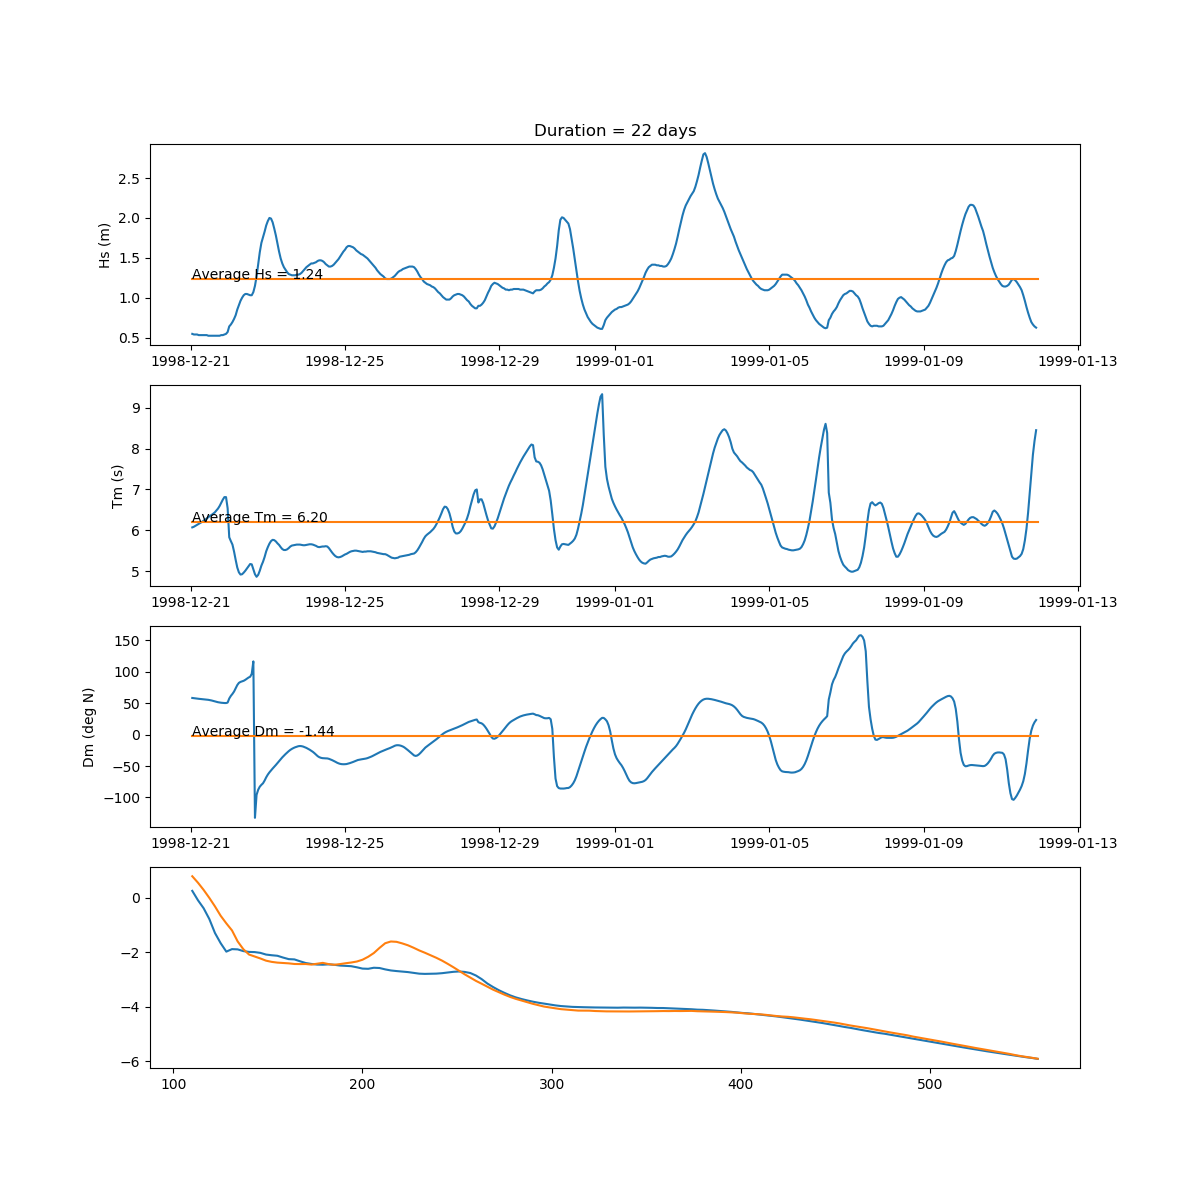 Duration = 22 days
Hs (m)
2.5
2.0
1.5
1.0
0.5
Average Hs = 1.24
1998-12-21 1998-12-25 1998-12-29 1999-01-01 1999-01-05 1999-01-09 1999-01-13
Tm (s)
9
8
7
6
5
Average Tm = 6.20
1998-12-21 1998-12-25 1998-12-29 1999-01-01 1999-01-05 1999-01-09 1999-01-13
Dm (deg N)
150
100
50
0
−50
−100
Average Dm = -1.44
1998-12-21 1998-12-25 1998-12-29 1999-01-01 1999-01-05 1999-01-09 1999-01-13
0
−2
−4
−6
100 200 300 400 500